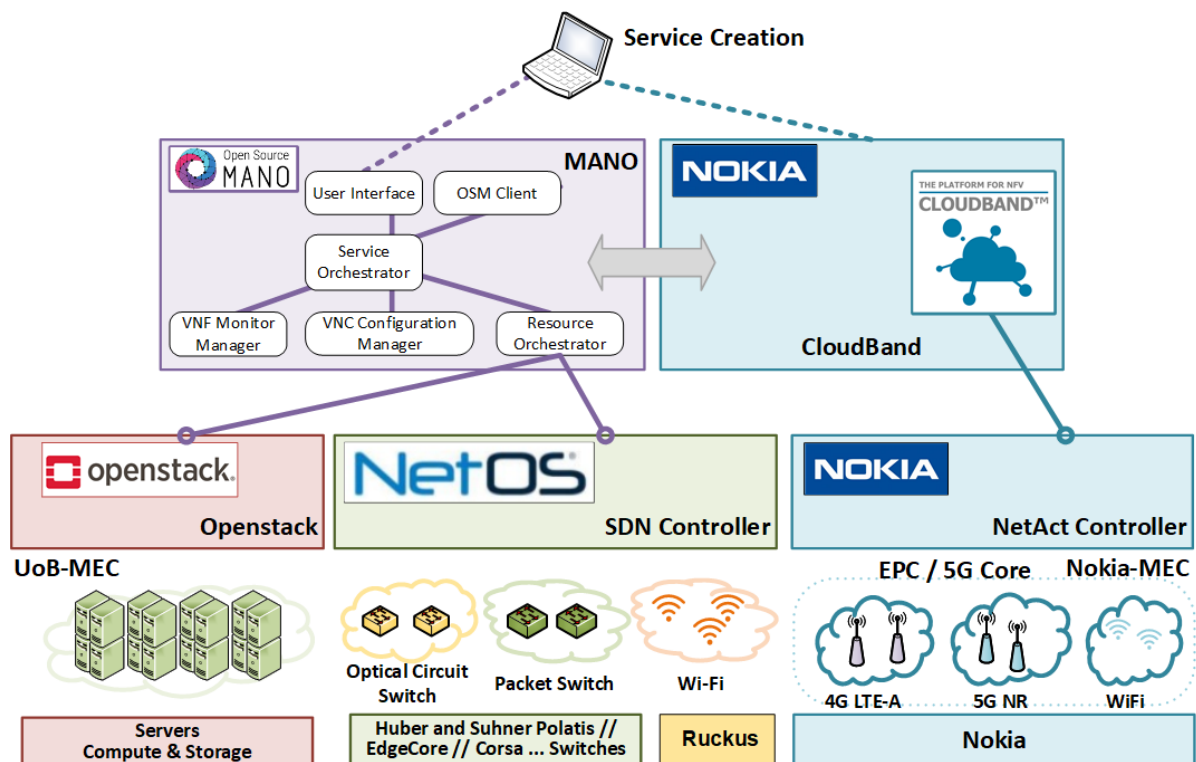 Service Creation
Open Source
MANO
MANO
User Interface
OSM Client
Service
Orchestrator
VNF Monitor
Manager
VNC Configuration
Manager
Resource
Orchestrator
NOKIA
THE PLATFORM FOR NFV
CLOUDBAND™
CloudBand
openstack.
Openstack
NetOS®
SDN Controller
NOKIA
NetAct Controller
UoB-MEC
EPC / 5G Core
Nokia-MEC
Optical Circuit
Switch
Packet Switch
Wi-Fi
4G LTE-A
5G NR
WiFi
Servers
Compute & Storage
Huber and Suhner Polatis //
EdgeCore // Corsa ... Switches
Ruckus
Nokia